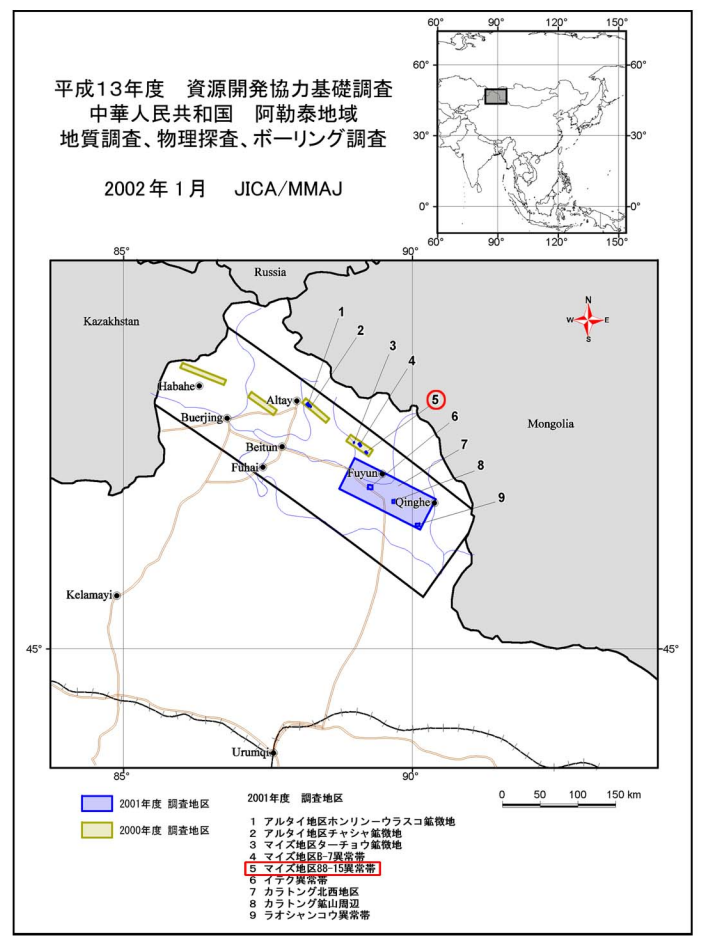 平成13年度　資源開発協力基礎調査
中華人民共和国　阿勒泰地域
地質調査、物理探査、ボーリング調査
2002年1月　JICA/MMAJ
60° 90° 120° 150°
60° 60°
30° 30°
0° 0°
60° 90° 120° 150°
85° 90°
Russia
Kazakhstan
N
W E
S
1
2
3
4
5
6
7
8
9
Habahe
Altay
Buerjing
Mongolia
Beitun
Fuhai
Fuyun
Qinghe
Kelamayi
45° 45°
Urumqi
85° 90°
2001年度 調査地区
2000年度 調査地区
0 50 100 150 km
2001年度　調査地区
1 アルタイ地区ホンリンーウラスコ鉱徴地
2 アルタイ地区チャシャ鉱徴地
3 マイズ地区ターチョウ鉱徴地
4 マイズ地区B-7異常帯
5 マイズ地区88-15異常帯
6 イテク異常帯
7 カラトング北西地区
8 カラトング鉱山周辺
9 ラオシャンコウ異常帯